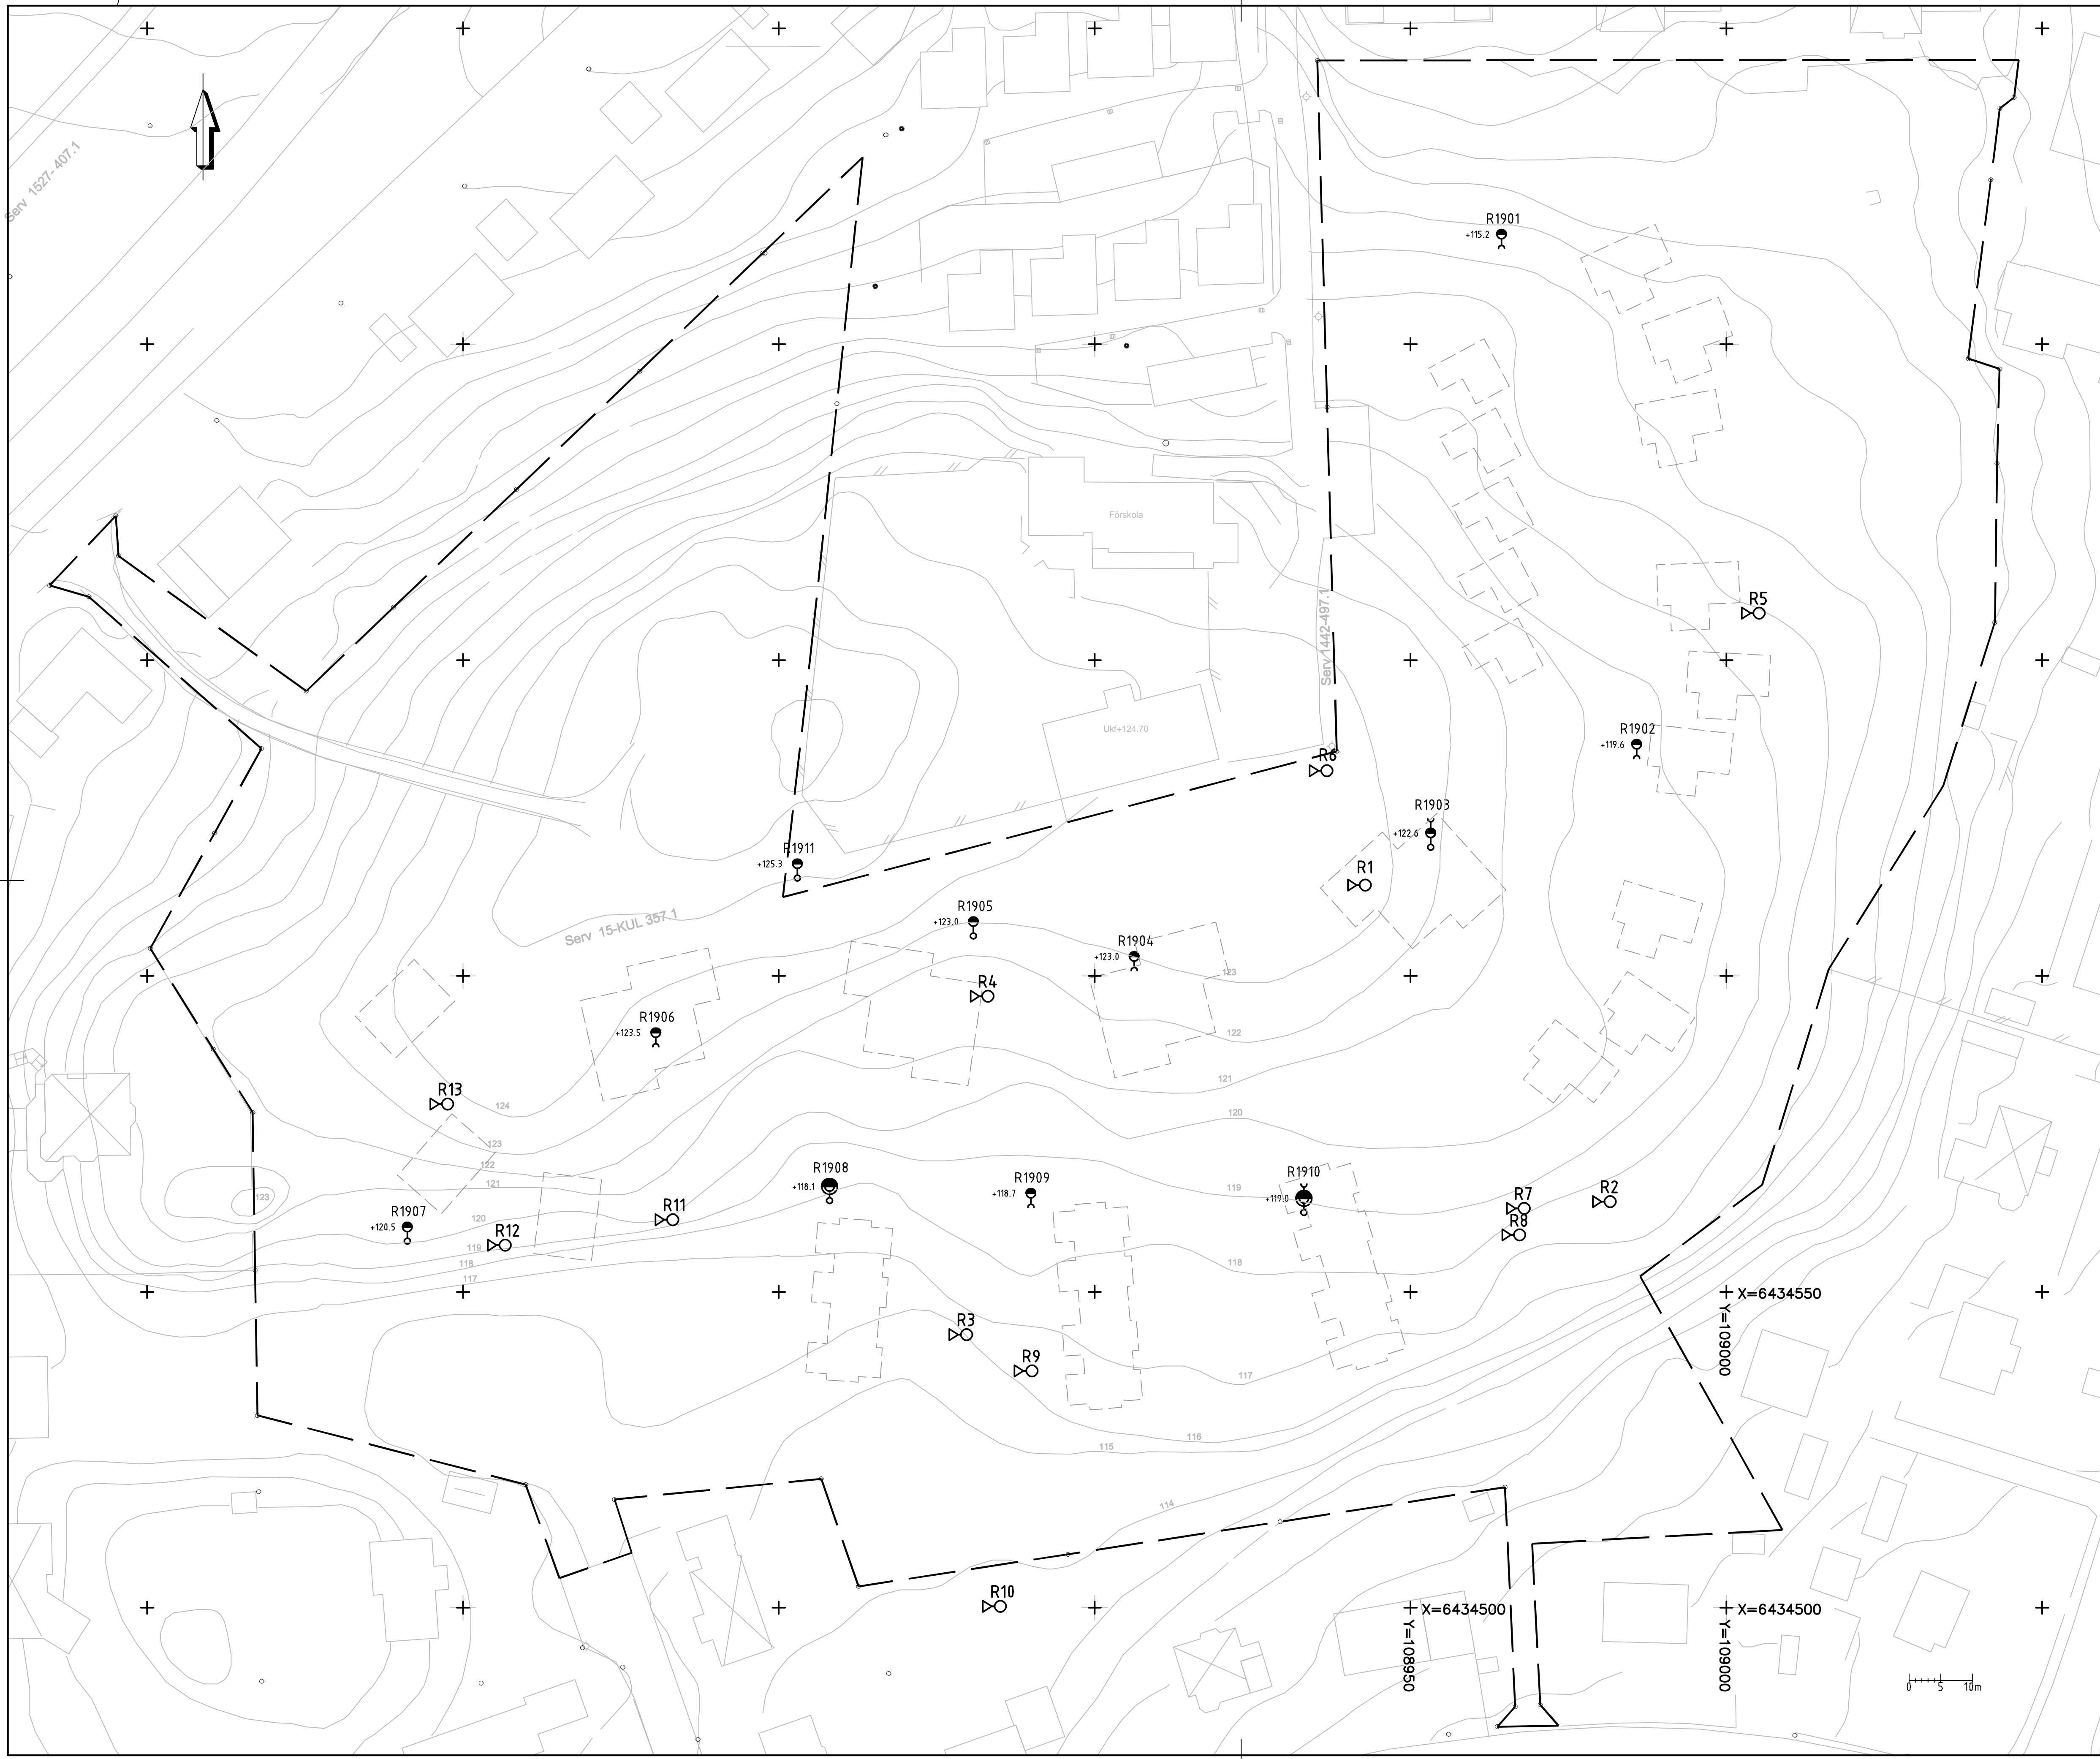 Serv 1527-407.1
R1901
+115.2
Förskola
Serv 1442-497.1
R5
Ukf+124.70
R6
R1902
+119.6
R1903
+122.6
R1911
+125.3
R1
Serv 15-KUL 357.1
R1905
+123.0
R1904
+123.0
123
R4
R1906
+123.5
122
R13
124
121
120
123
122
121
R1908
+118.1
R1909
+118.7
R1910
+119.0
119
123
R7
R2
R8
R1907
+120.5
120
R11
R12
119
118
117
118
X=6434550
Y=109000
R3
R9
117
116
115
114
R10
X=6434500
Y=108950
X=6434500
Y=109000
0 5 10m